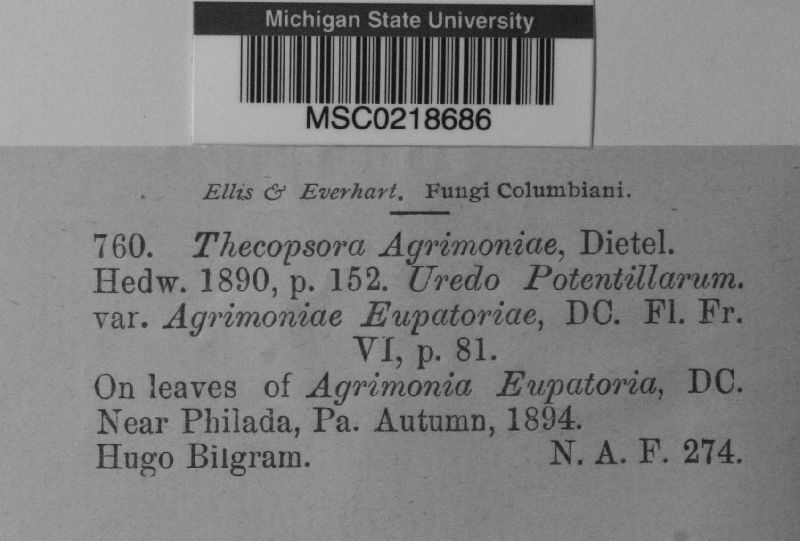 Michigan State University
MSC0218686
Ellis & Everhart. Fungi Columbiani.
760. Thecopsora Agrimoniae, Dietel.
Hedw. 1890, p. 152. Uredo Potentillarum.
var. Agrimoniae Eupatoriae, DC. Fl. Fr.
VI, p. 81.
On leaves of Agrimonia Eupatoria, DC.
Near Philada, Pa. Autumn, 1894.
Hugo Bilgram. N. A. F. 274.